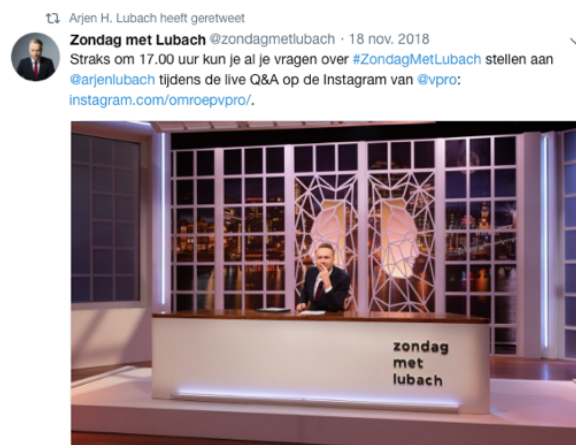 Arjen H. Lubach heeft geretweet
Zondag met Lubach @zondagmetlubach · 18 nov. 2018
Straks om 17.00 uur kun je al je vragen over #ZondagMetLubach stellen aan
@arjenlubach tijdens de live Q&A op de Instagram van @vpro:
instagram.com/omroepvpro/.
zondag
met
lubach